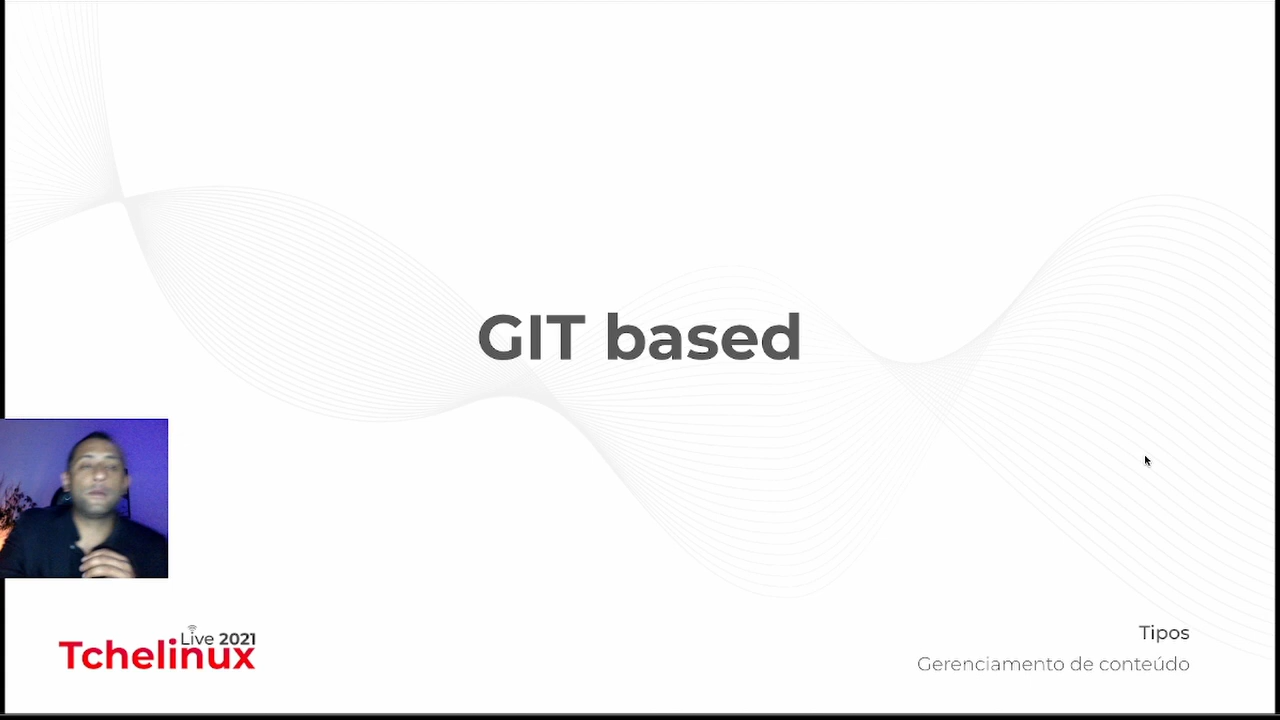 GIT based
Live 2021
Tchelinux
Tipos
Gerenciamento de conteúdo